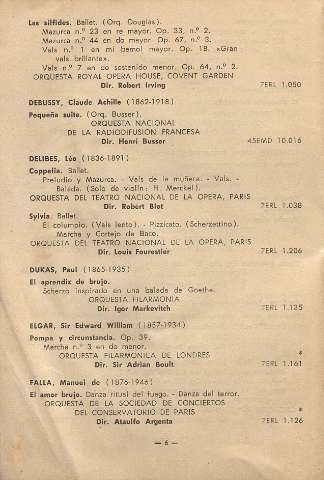 Las sílfides. Ballet. (Orq. Douglas).
Mazurca n.º 23 en re mayor. Op. 33, n.º 2.
Mazurca n.º 44 en do mayor. Op. 67, n.º 3.
Vals n.º 1 en mi bemol mayor. Op. 18. «Gran
vals brillante».
Vals n.º 7 en do sostenido menor. Op. 64, n.º 2.
ORQUESTA ROYAL OPERA HOUSE, COVENT GARDEN
Dir. Robert Irving 7ERL 1.050
DEBUSSY, Claude Achille (1862-1918)
Pequeña suite. (Orq. Busser).
ORQUESTA NACIONAL
DE LA RADIODIFUSION FRANCESA
Dir. Henri Busser 45EMD 10.016
DELIBES, Léo (1836-1891)
Coppelia. Ballet.
Preludio y Mazurka. - Vals de la muñeca. - Vals. -
Balada. (Solo de violín: H. Merckel).
ORQUESTA DEL TEATRO NACIONAL DE LA OPERA, PARIS
Dir. Robert Blot 7ERL 1.038
Sylvia. Ballet.
El columpio. (Vals lento). - Pizzicato. (Scherzettino).
Marcha y Cortejo de Baco.
ORQUESTA DEL TEATRO NACIONAL DE LA OPERA, PARIS
Dir. Louis Fourestier 7ERL 1.206
DUKAS, Paul (1865-1935)
El aprendiz de brujo.
Scherzo inspirado en una balada de Goethe.
ORQUESTA FILARMONIA
Dir. Igor Markevitch 7ERL 1.135
ELGAR, Sir Edward William (1857-1934)
Pompa y circunstancia. Op. 39.
Marcha n.º 3 en do menor.
ORQUESTA FILARMONICA DE LONDRES *
Dir. Sir Adrian Boult 7ERL 1.161
FALLA, Manuel de (1876-1946)
El amor brujo. Danza ritual del fuego. - Danza del terror.
ORQUESTA DE LA SOCIEDAD DE CONCIERTOS
DEL CONSERVATORIO DE PARIS *
Dir. Ataulfo Argenta 7ERL 1.126
— 6 —